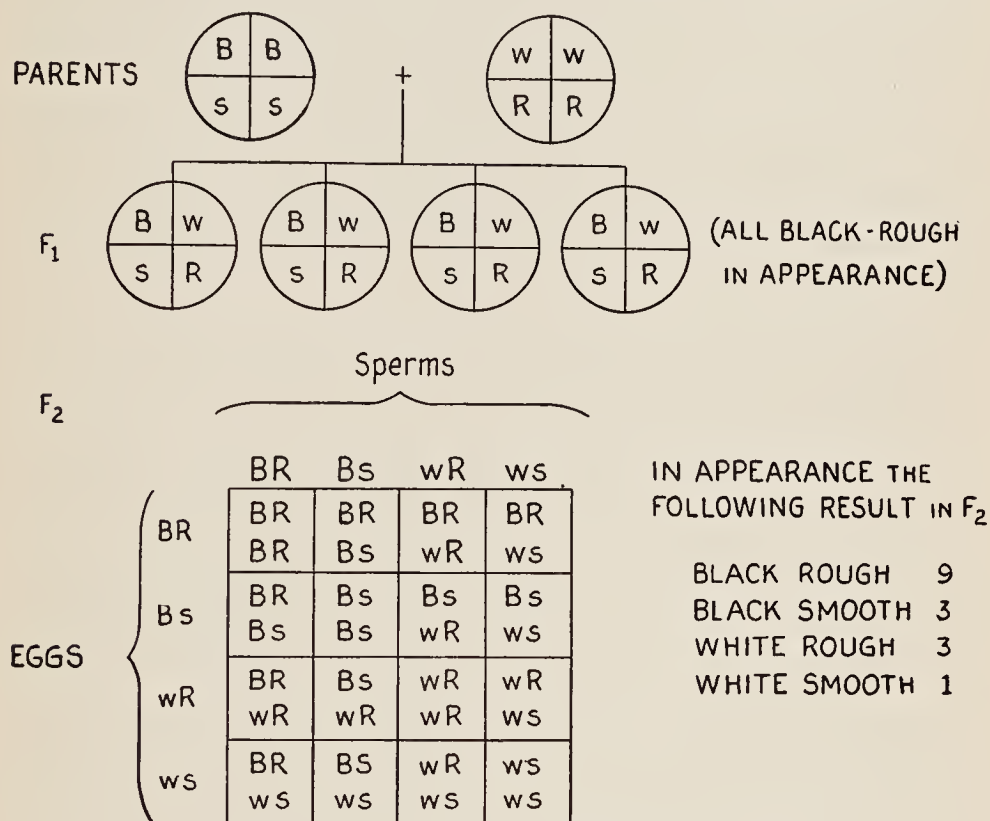 PARENTS
B B
s s
+
w w
R R
F1
B w
s R
B w
s R
B w
s R
B w
s R
(ALL BLACK-ROUGH
IN APPEARANCE)
F2
Sperms
BR Bs wR ws
EGGS
BR
BR BR BR BR
BR Bs wR ws
Bs
BR Bs Bs Bs
Bs Bs wR ws
wR
BR Bs wR wR
wR wR wR ws
ws
BR BS wR ws
ws ws ws ws
IN APPEARANCE THE
FOLLOWING RESULT IN F2
BLACK ROUGH 9
BLACK SMOOTH 3
WHITE ROUGH 3
WHITE SMOOTH 1